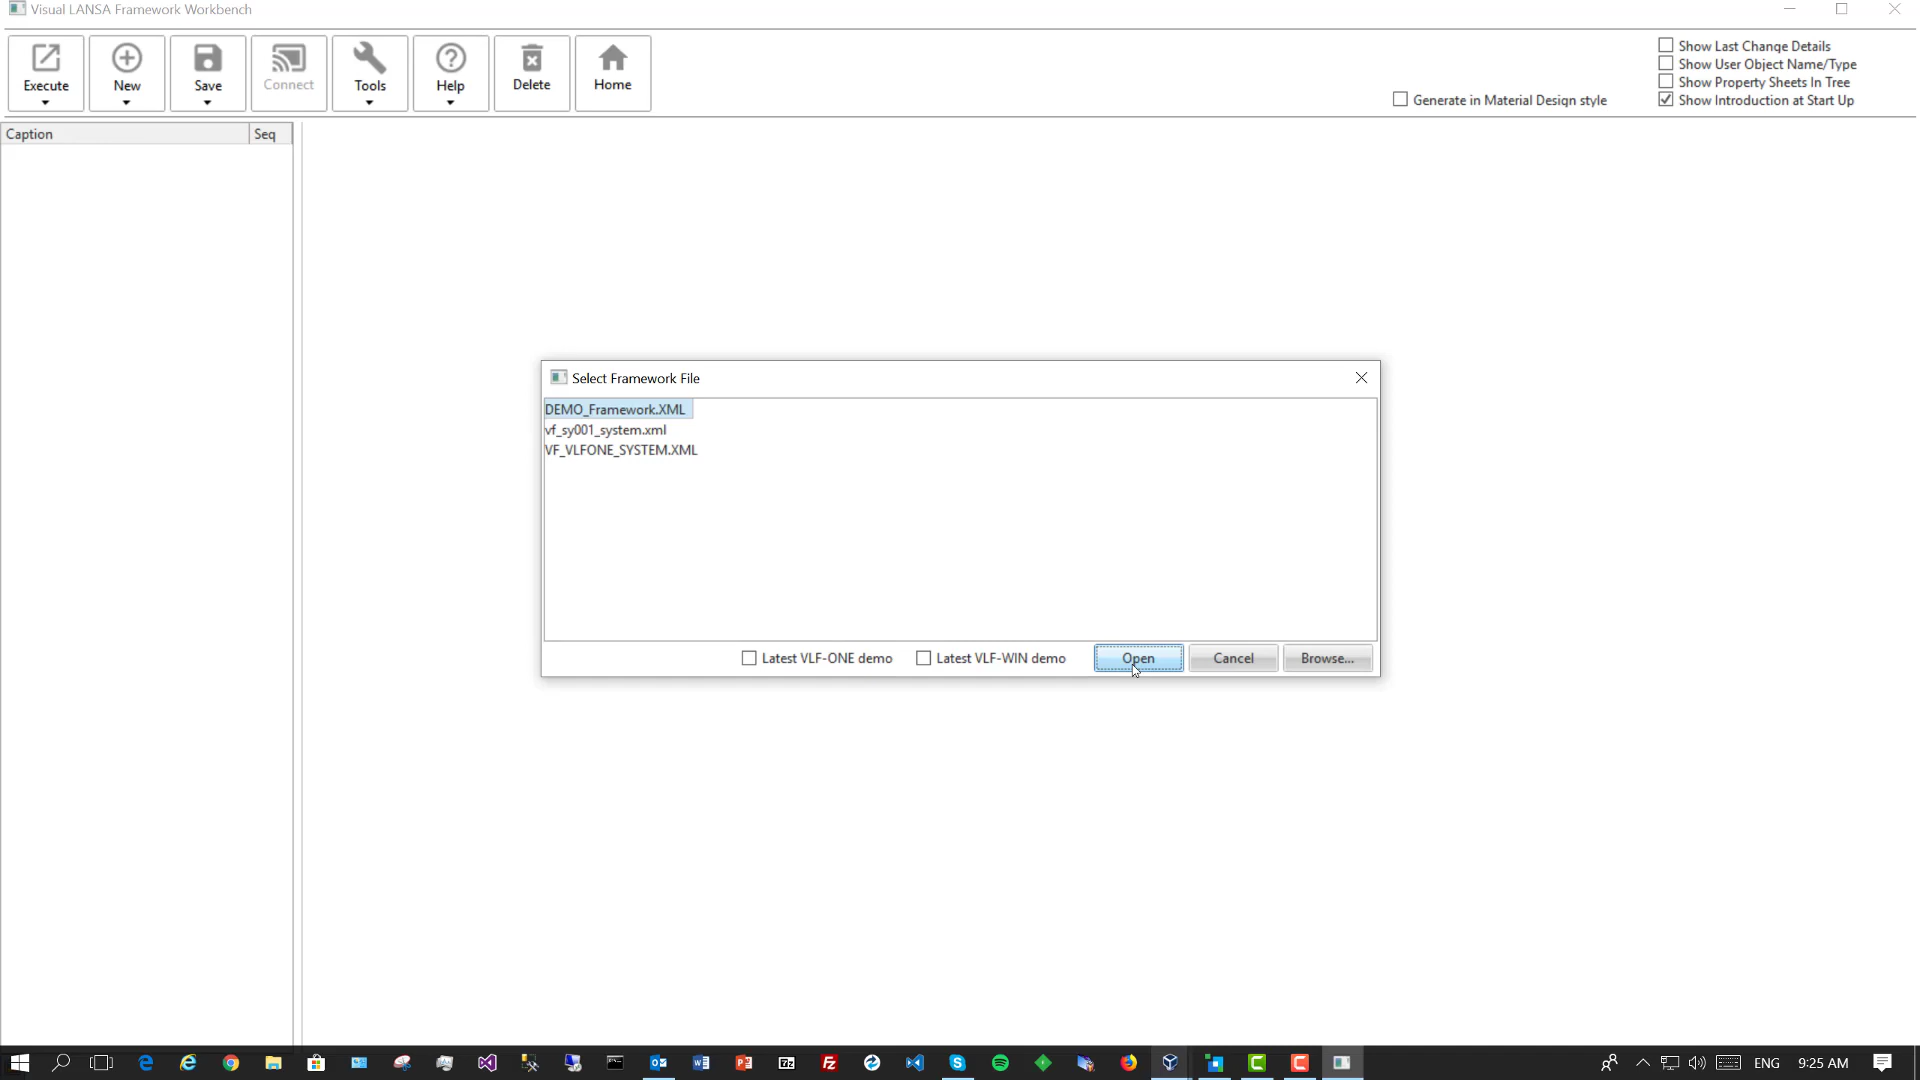 Visual LANSA Framework Workbench
Execute New Save Connect Tools Help Delete Home
Generate in Material Design style
Show Last Change Details
Show User Object Name/Type
Show Property Sheets In Tree
Show Introduction at Start Up
Caption Seq
Select Framework File
DEMO_Framework.XML
vf_sy001_system.xml
VF_VLFONE_SYSTEM.XML
Latest VLF-ONE demo Latest VLF-WIN demo Open Cancel Browse...
ENG 9:25 AM